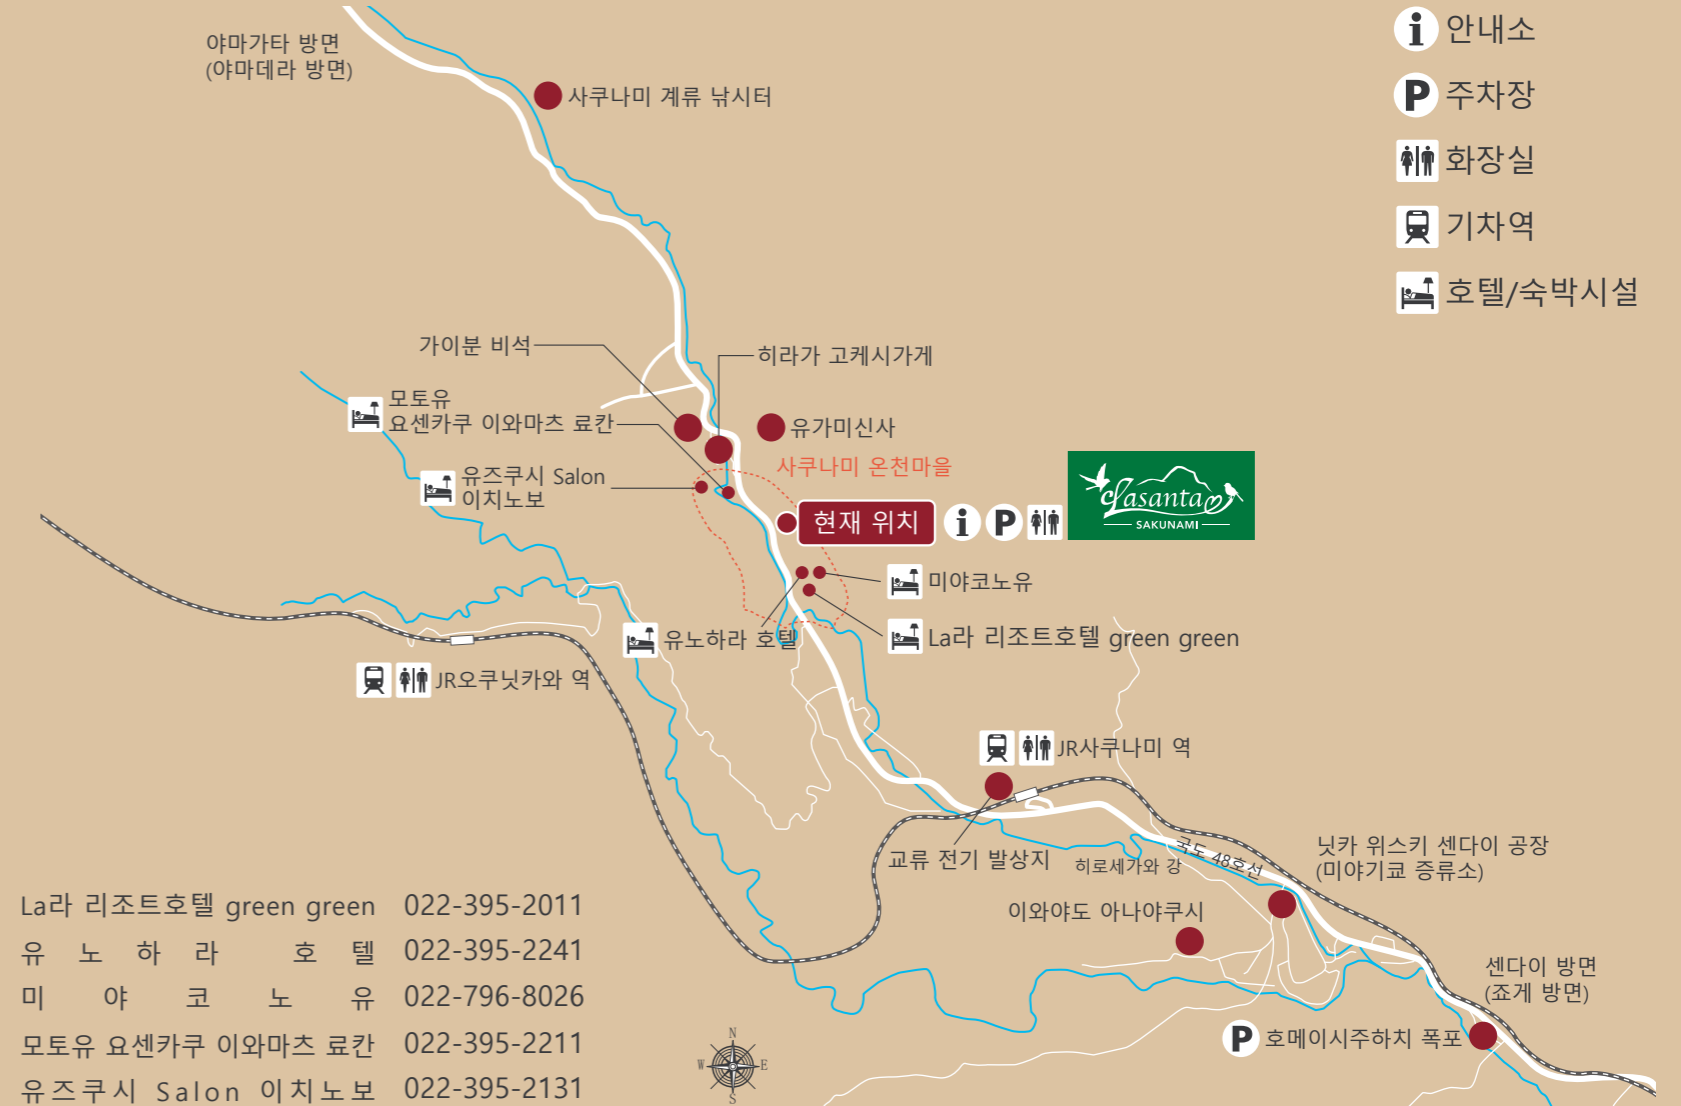 야마가타 방면
(야마데라 방면)
사쿠나미 계류 낚시터
안내소
P 주차장
화장실
기차역
호텔/숙박시설
가이분 비석
히라가 고케시가게
모토유
요센카쿠 이와마츠 료칸
유가미신사
사쿠나미 온천마을
유즈쿠시 Salon
이치노보
현재 위치
i P
Lasanta
SAKUNAMI
미야코노유
유노하라 호텔
La라 리조트호텔 green green
JR오쿠닛카와 역
JR사쿠나미 역
교류 전기 발상지
히로세가와 강
국도 48호선
닛카 위스키 센다이 공장
(미야기쿄 증류소)
이와야도 아나야쿠시
센다이 방면
(죠게 방면)
P 호메이시주하치 폭포
La라 리조트호텔 green green 022-395-2011
유노하라 호텔 022-395-2241
미야코노유 022-796-8026
모토유 요센카쿠 이와마츠 료칸 022-395-2211
유즈쿠시 Salon 이치노보 022-395-2131
N
W E
S